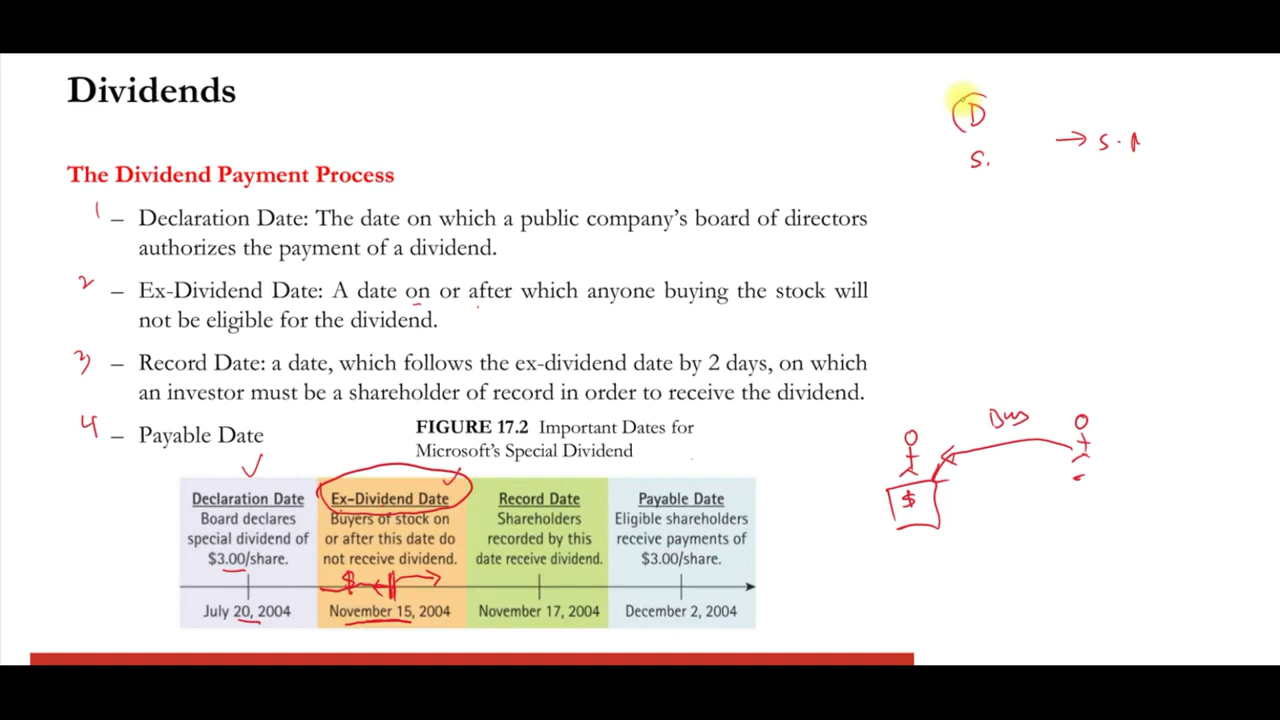 Dividends
The Dividend Payment Process
1 – Declaration Date: The date on which a public company's board of directors
authorizes the payment of a dividend.
2 – Ex-Dividend Date: A date on or after which anyone buying the stock will
not be eligible for the dividend.
3 – Record Date: a date, which follows the ex-dividend date by 2 days, on which
an investor must be a shareholder of record in order to receive the dividend.
4 – Payable Date
FIGURE 17.2 Important Dates for
Microsoft's Special Dividend
Declaration Date
Board declares
special dividend of
$3.00/share.
July 20, 2004
Ex-Dividend Date
Buyers of stock on
or after this date do
not receive dividend.
$
November 15, 2004
Record Date
Shareholders
recorded by this
date receive dividend.
November 17, 2004
Payable Date
Eligible shareholders
receive payments of
$3.00/share.
December 2, 2004
(D
S.
→ S.
$